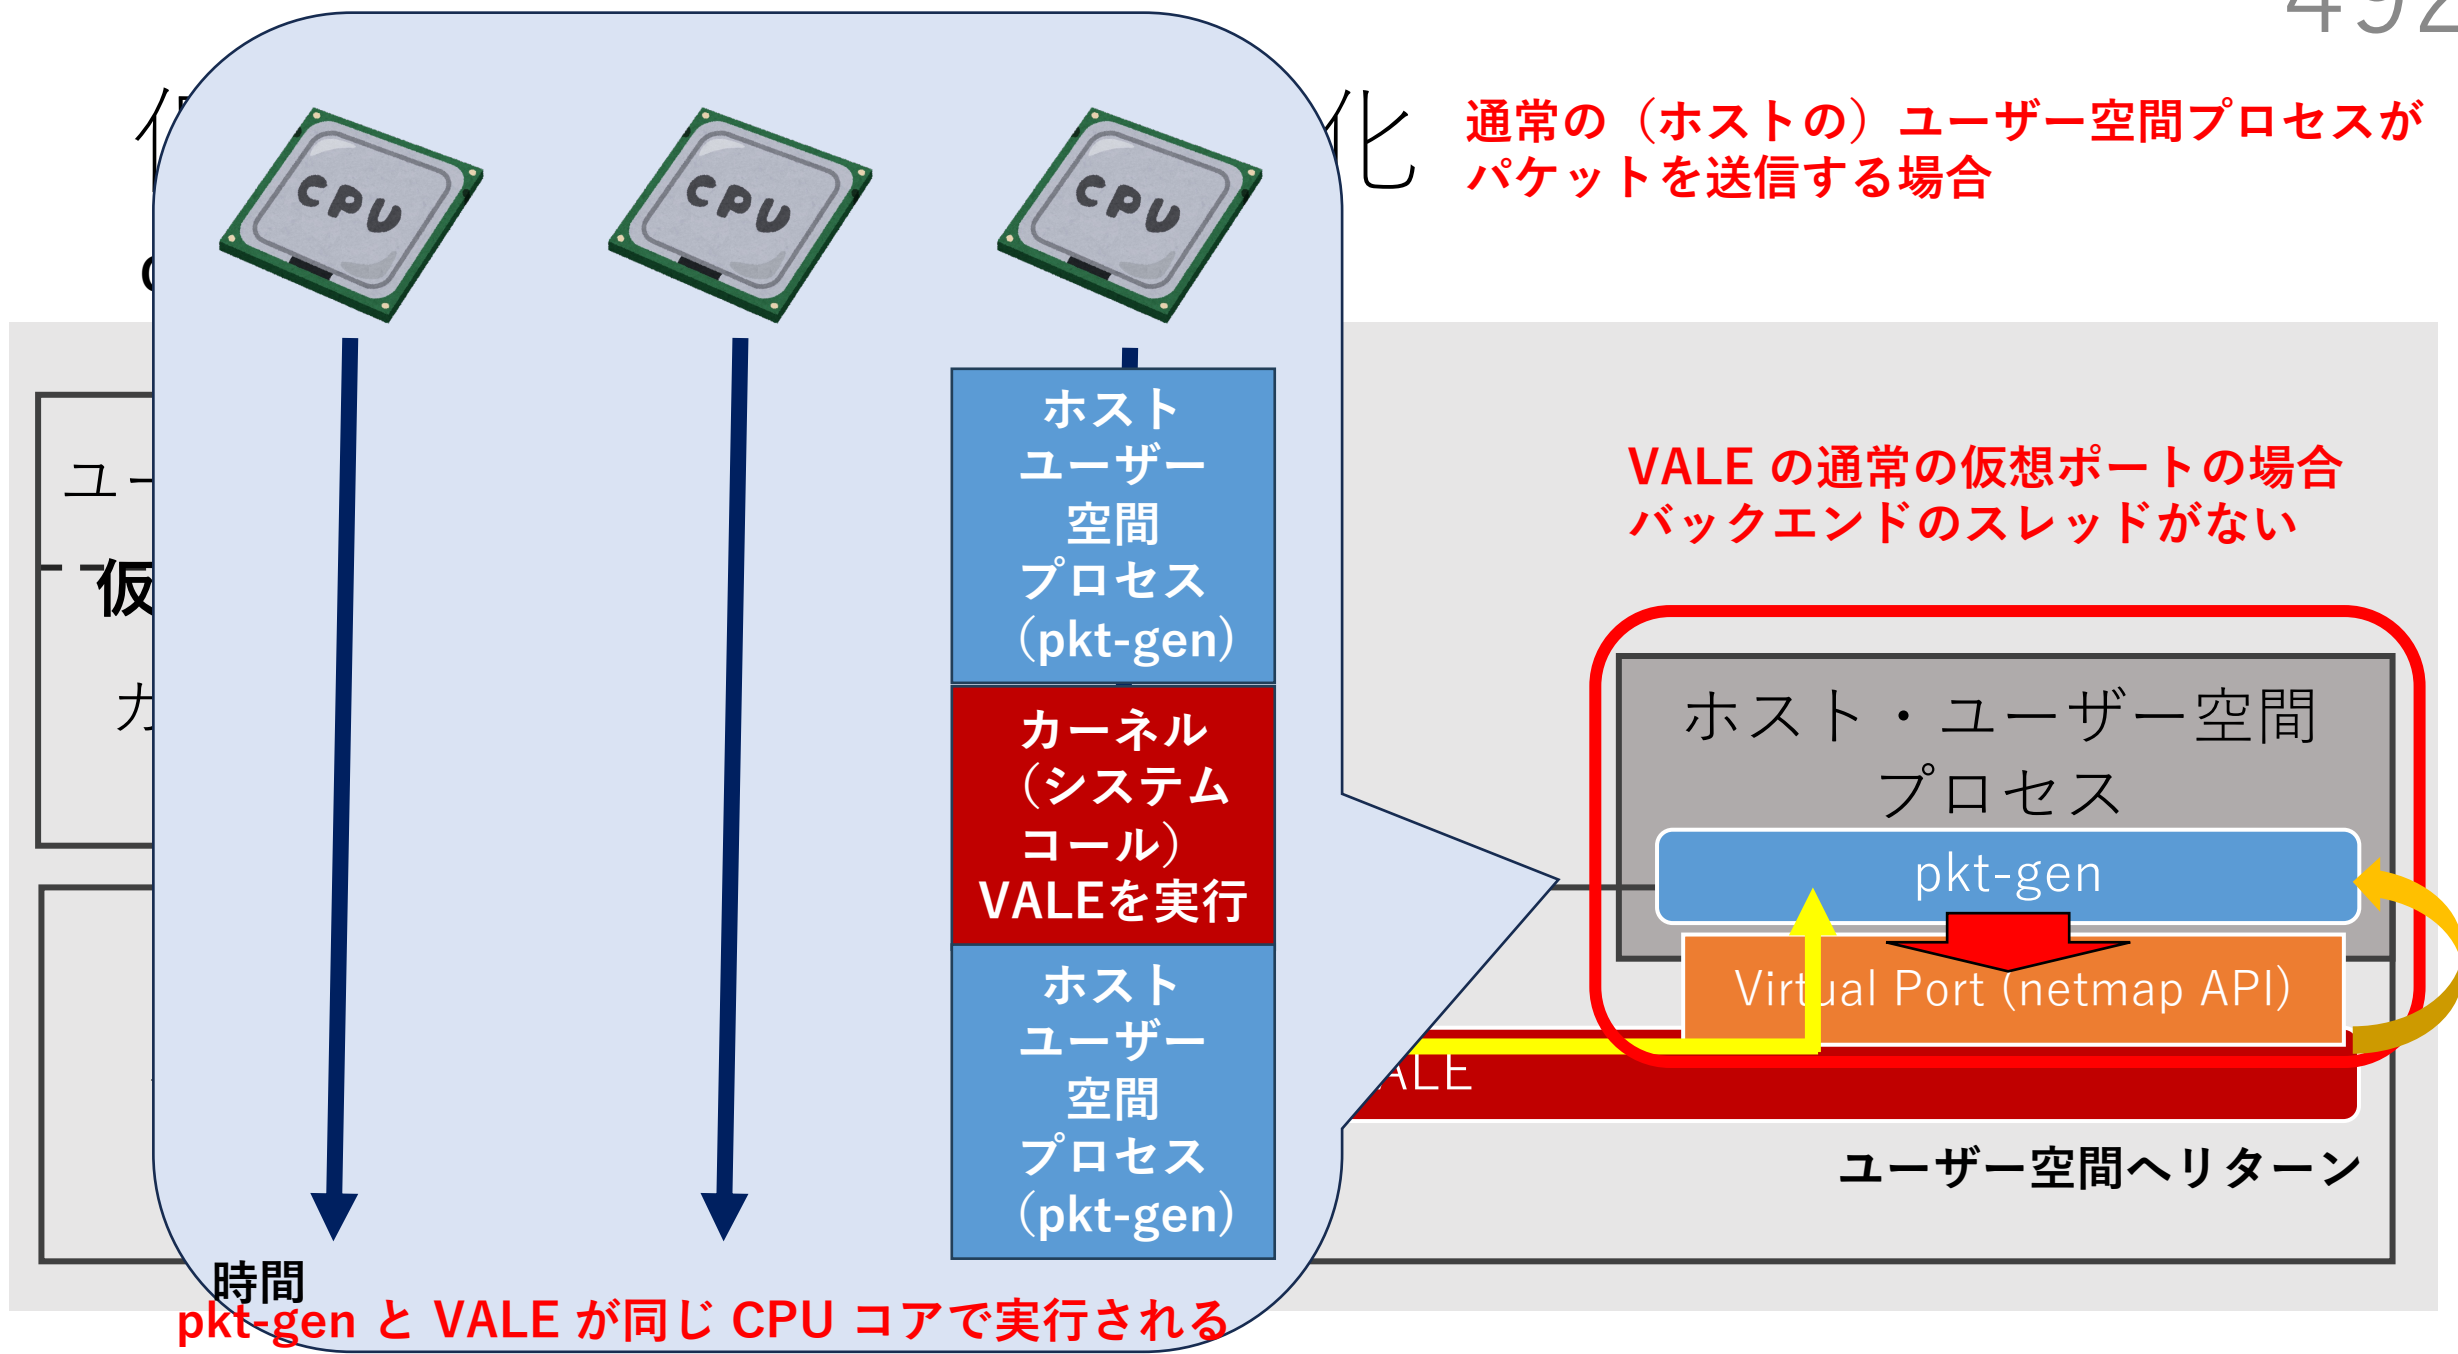 492
化
通常の（ホストの）ユーザー空間プロセスが
パケットを送信する場合
CPU
CPU
CPU
ホスト
ユーザー
空間
プロセス
（pkt-gen）
カーネル
（システム
コール）
VALEを実行
ホスト
ユーザー
空間
プロセス
（pkt-gen）
ユー
仮
カ
VALE の通常の仮想ポートの場合
バックエンドのスレッドがない
ホスト・ユーザー空間
プロセス
pkt-gen
Virtual Port (netmap API)
ALE
ユーザー空間へリターン
時間
pkt-gen と VALE が同じ CPU コアで実行される